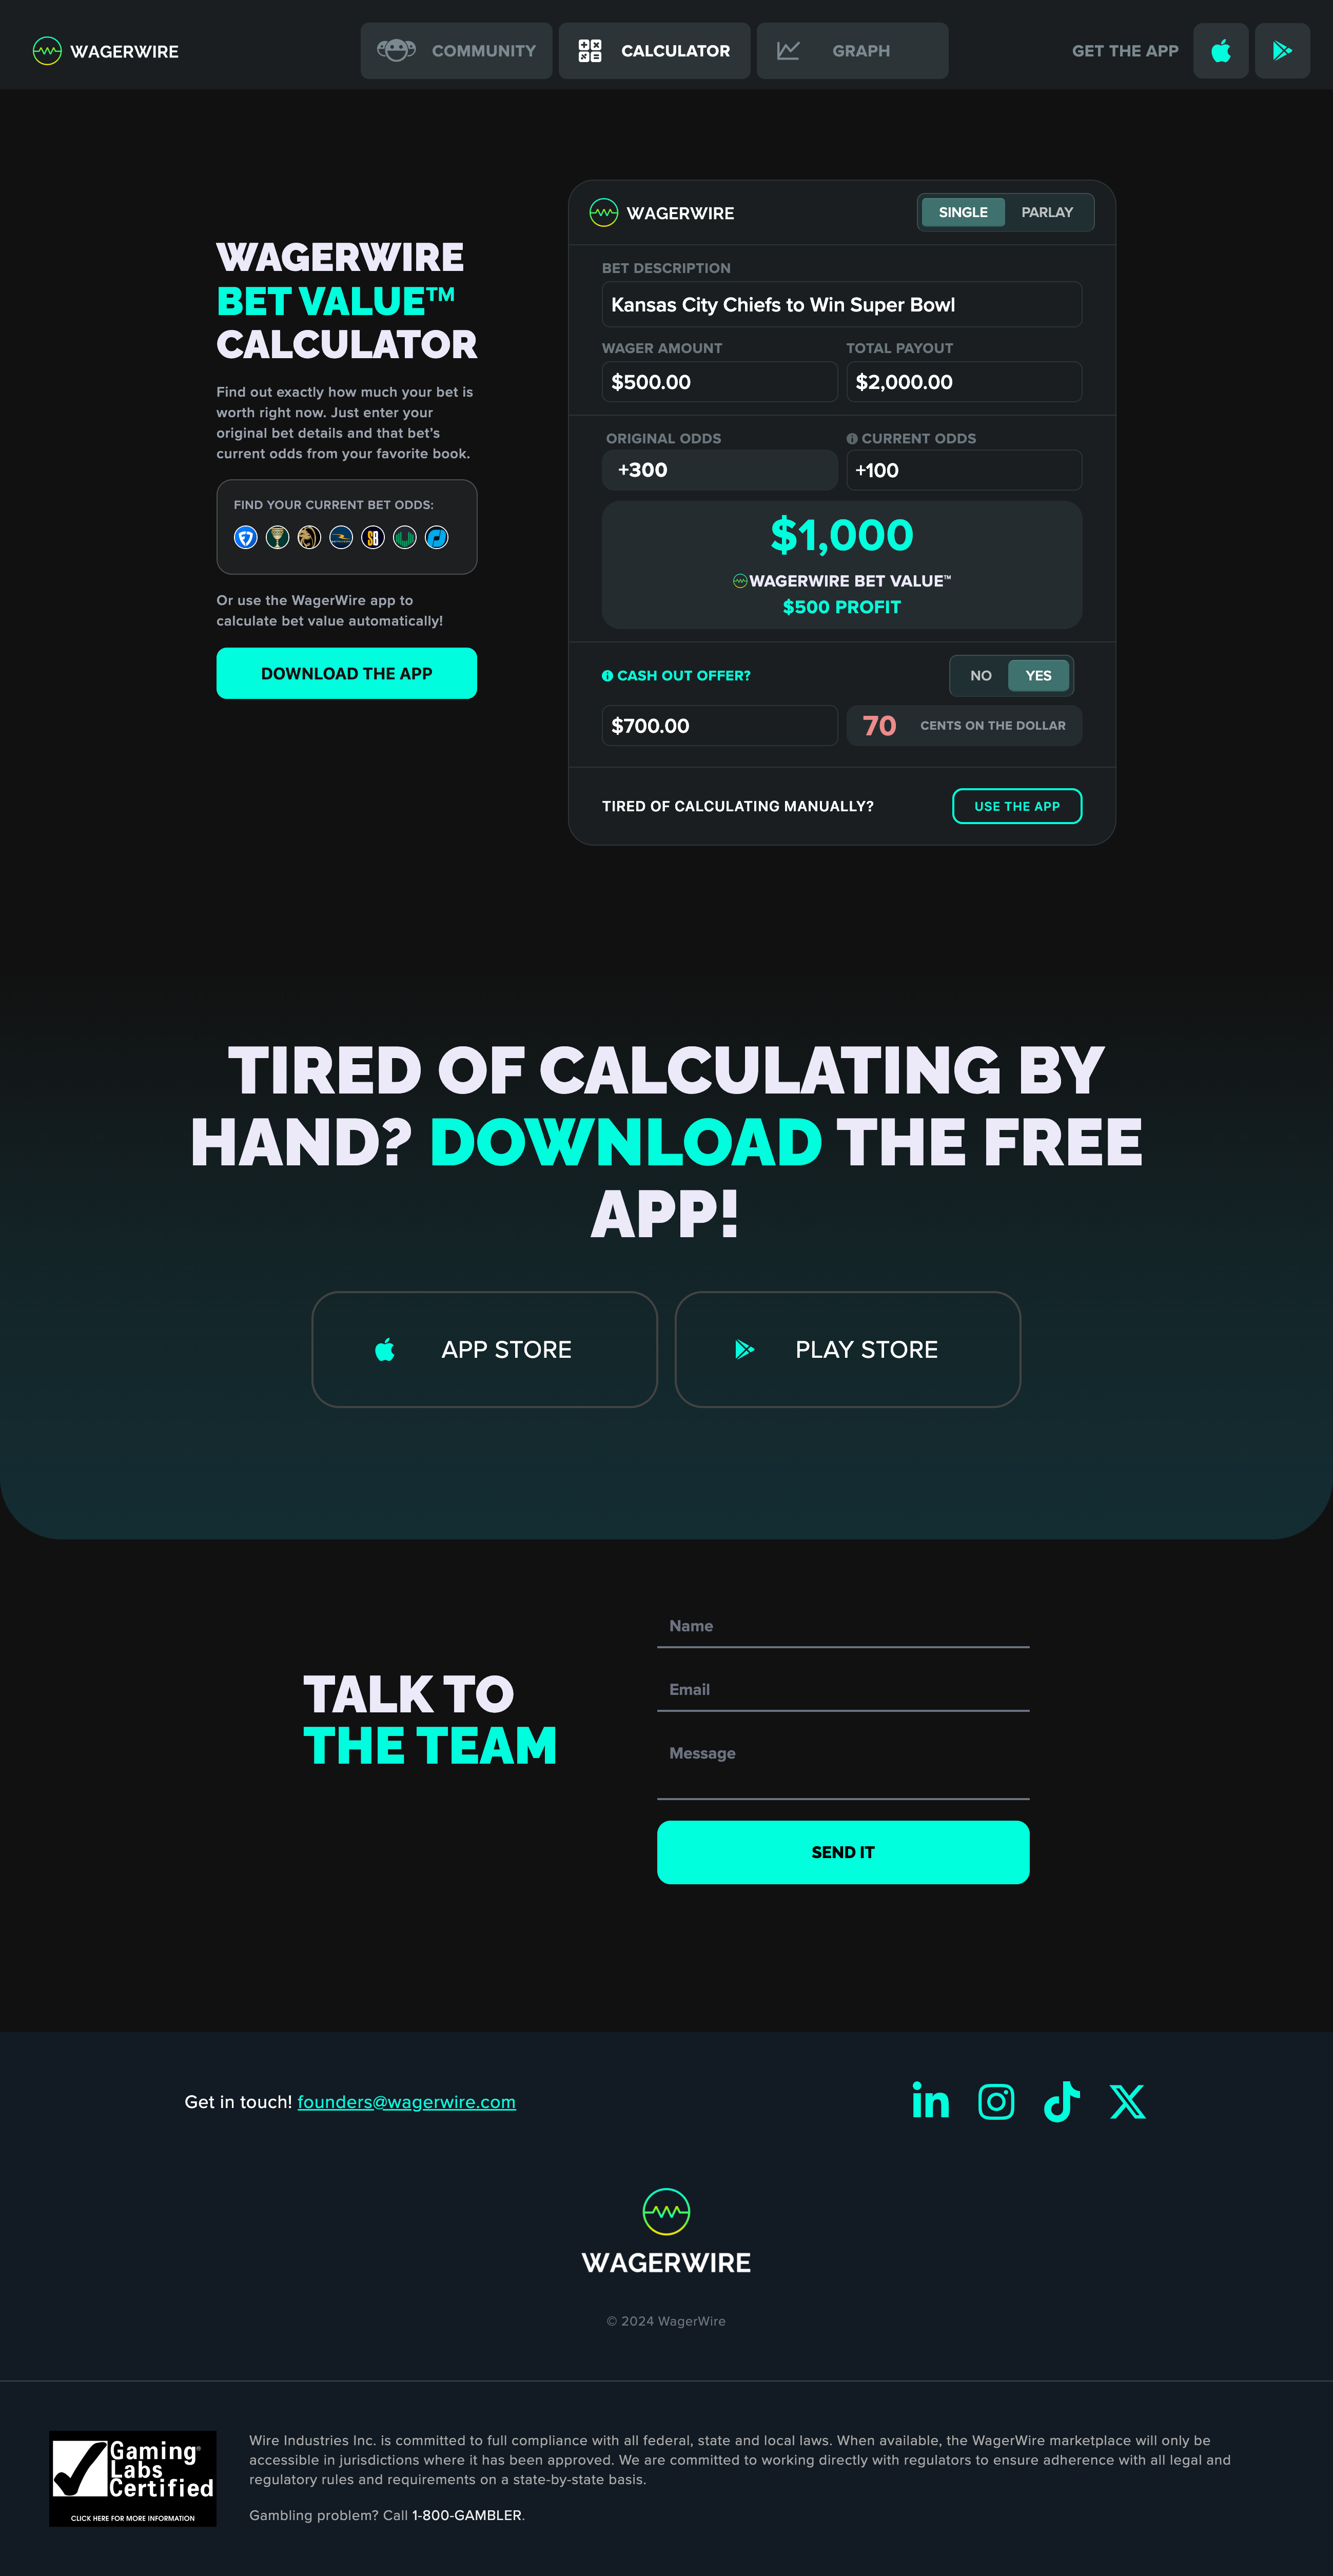 WAGERWIRE
COMMUNITY
CALCULATOR
GRAPH
GET THE APP
WAGERWIRE
BET VALUE™
CALCULATOR
Find out exactly how much your bet is
worth right now. Just enter your
original bet details and that bet's
current odds from your favorite book.
FIND YOUR CURRENT BET ODDS:
SB
Or use the WagerWire app to
calculate bet value automatically!
DOWNLOAD THE APP
WAGERWIRE
SINGLE PARLAY
BET DESCRIPTION
Kansas City Chiefs to Win Super Bowl
WAGER AMOUNT TOTAL PAYOUT
$500.00 $2,000.00
ORIGINAL ODDS CURRENT ODDS
+300 +100
$1,000
WAGERWIRE BET VALUE™
$500 PROFIT
CASH OUT OFFER? NO YES
$700.00 70 CENTS ON THE DOLLAR
TIRED OF CALCULATING MANUALLY? USE THE APP
TIRED OF CALCULATING BY
HAND? DOWNLOAD THE FREE
APP!
APP STORE PLAY STORE
TALK TO
THE TEAM
Name
Email
Message
SEND IT
Get in touch! founders@wagerwire.com
WAGERWIRE
© 2024 WagerWire
Gaming®
Labs
Certified
CLICK HERE FOR MORE INFORMATION
Wire Industries Inc. is committed to full compliance with all federal, state and local laws. When available, the WagerWire marketplace will only be
accessible in jurisdictions where it has been approved. We are committed to working directly with regulators to ensure adherence with all legal and
regulatory rules and requirements on a state-by-state basis.
Gambling problem? Call 1-800-GAMBLER.